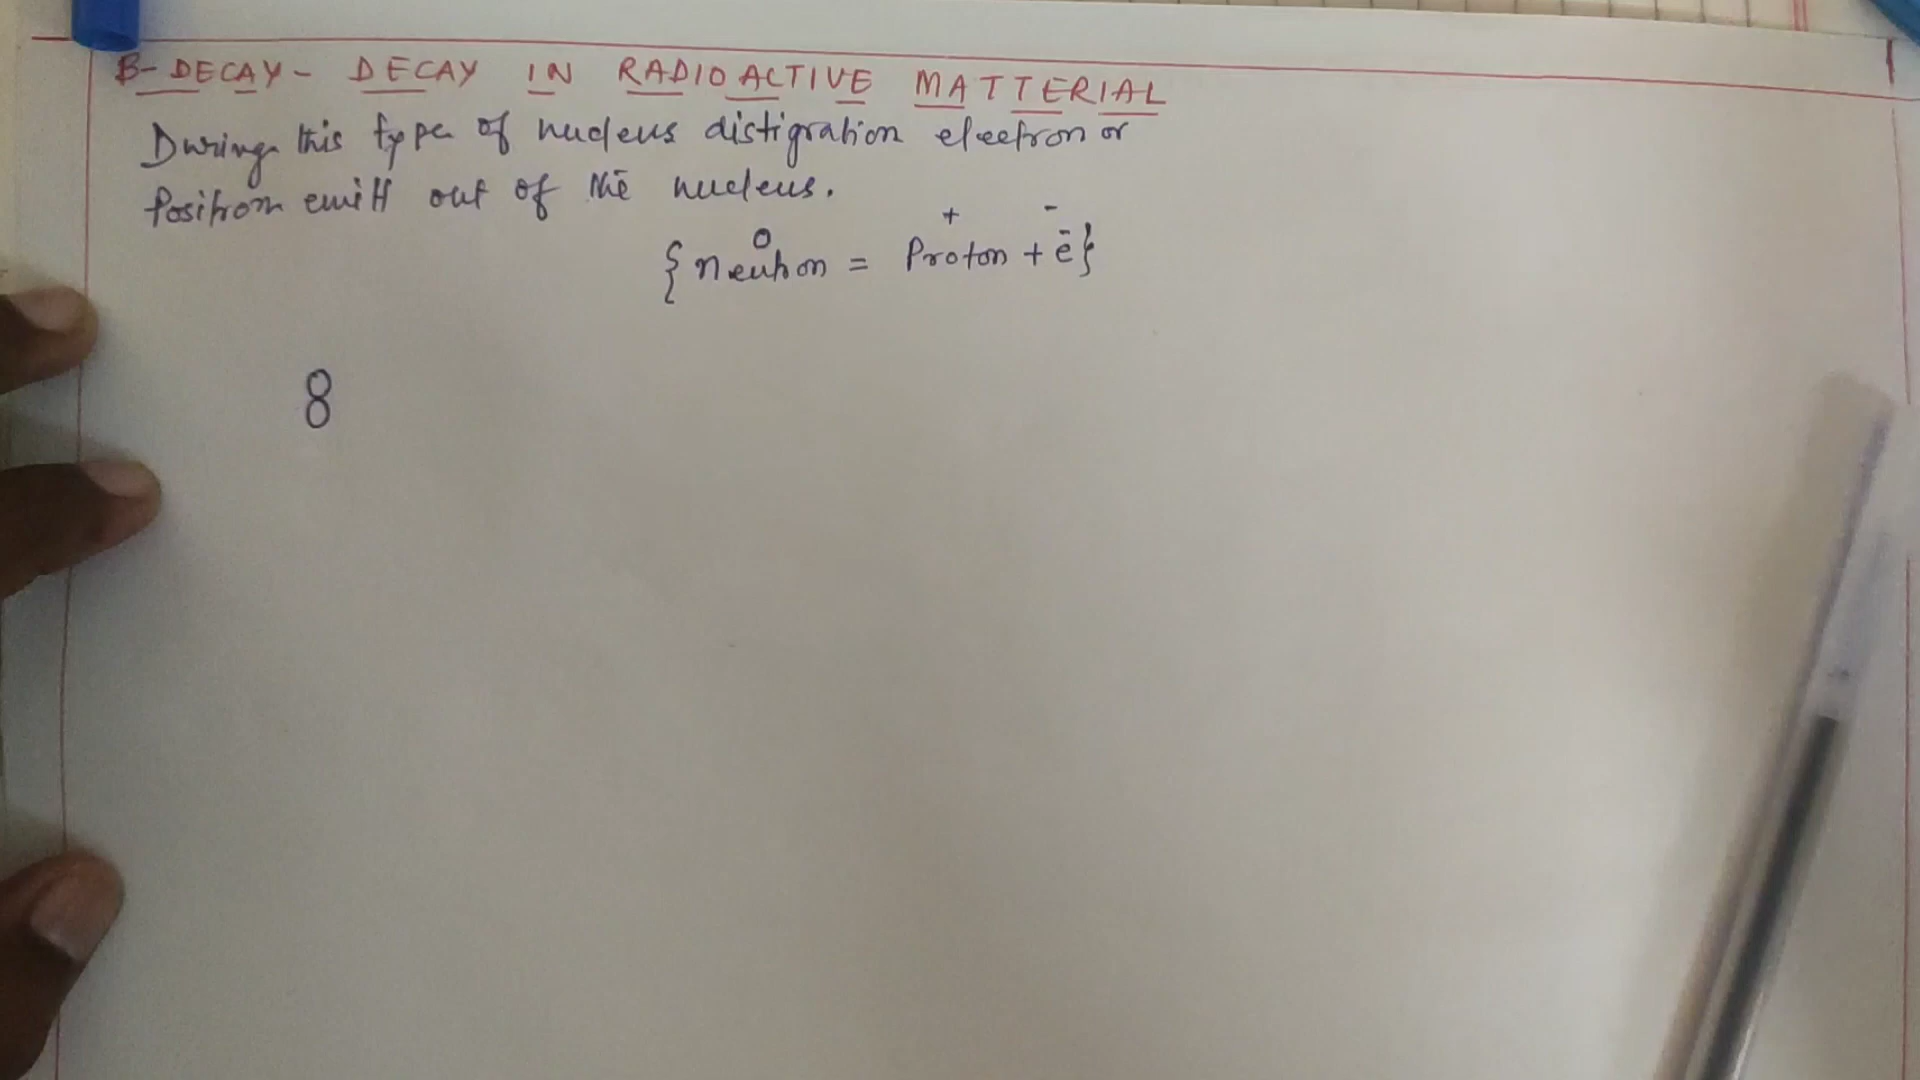 B-DECAY- DECAY IN RADIOACTIVE MATTERIAL
During this type of nucleus distigration electron or
Positron emitt out of the nucleus.
+ -
0
{neutron = Proton + ē}
8